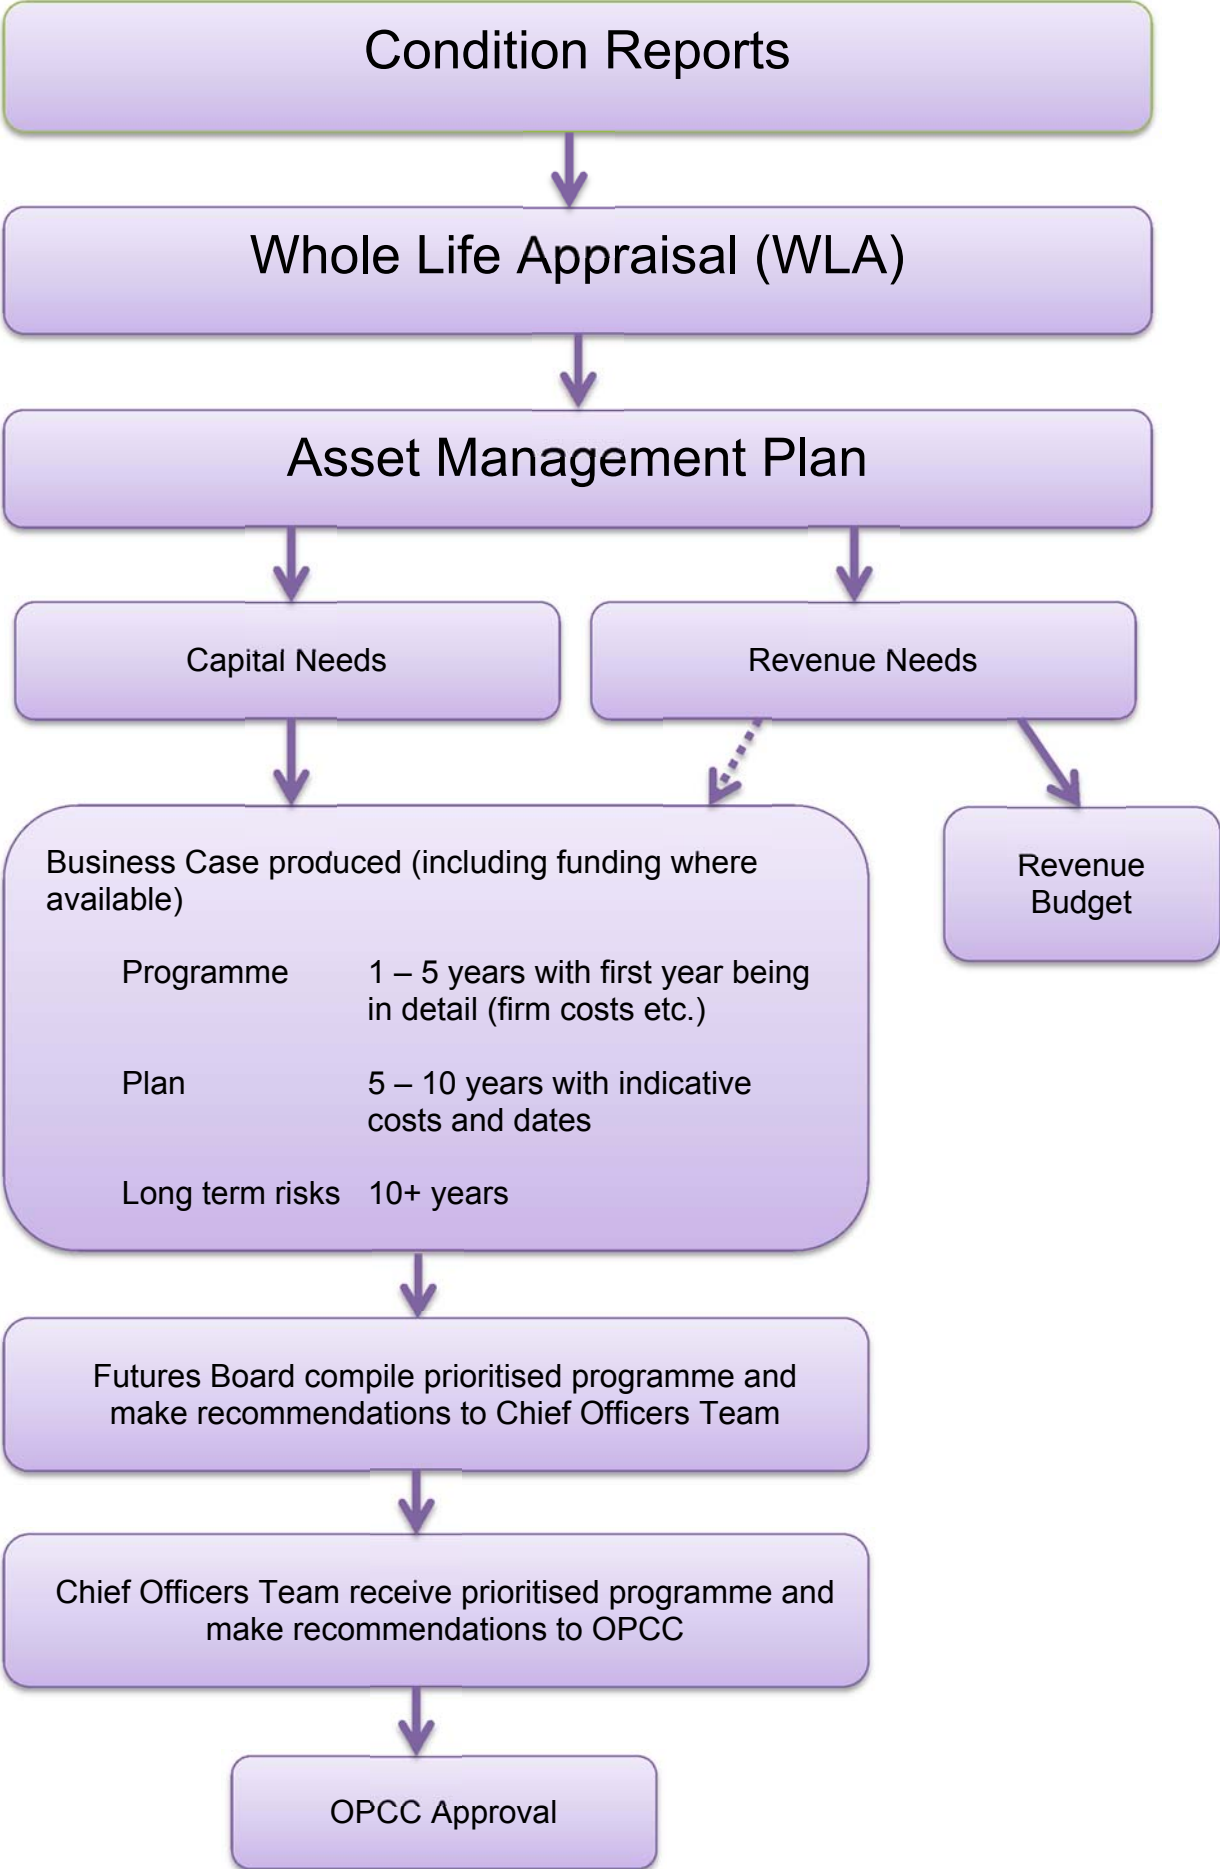 Condition Reports
Whole Life Appraisal (WLA)
Asset Management Plan
Capital Needs
Revenue Needs
Business Case produced (including funding where
available)
Programme 1 – 5 years with first year being
in detail (firm costs etc.)
Plan 5 – 10 years with indicative
costs and dates
Long term risks 10+ years
Revenue
Budget
Futures Board compile prioritised programme and
make recommendations to Chief Officers Team
Chief Officers Team receive prioritised programme and
make recommendations to OPCC
OPCC Approval